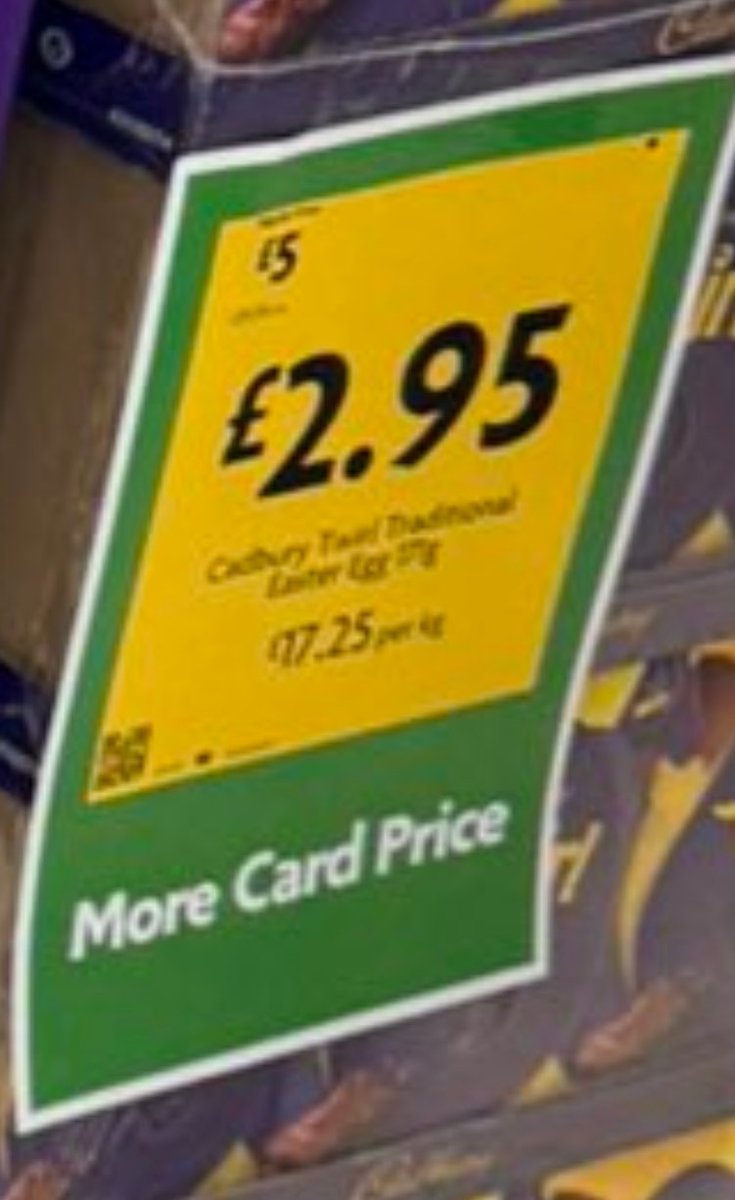 £5
£2.95
Cadbury Twirl Traditional
Easter Egg 171g
£17.25 per kg
More Card Price